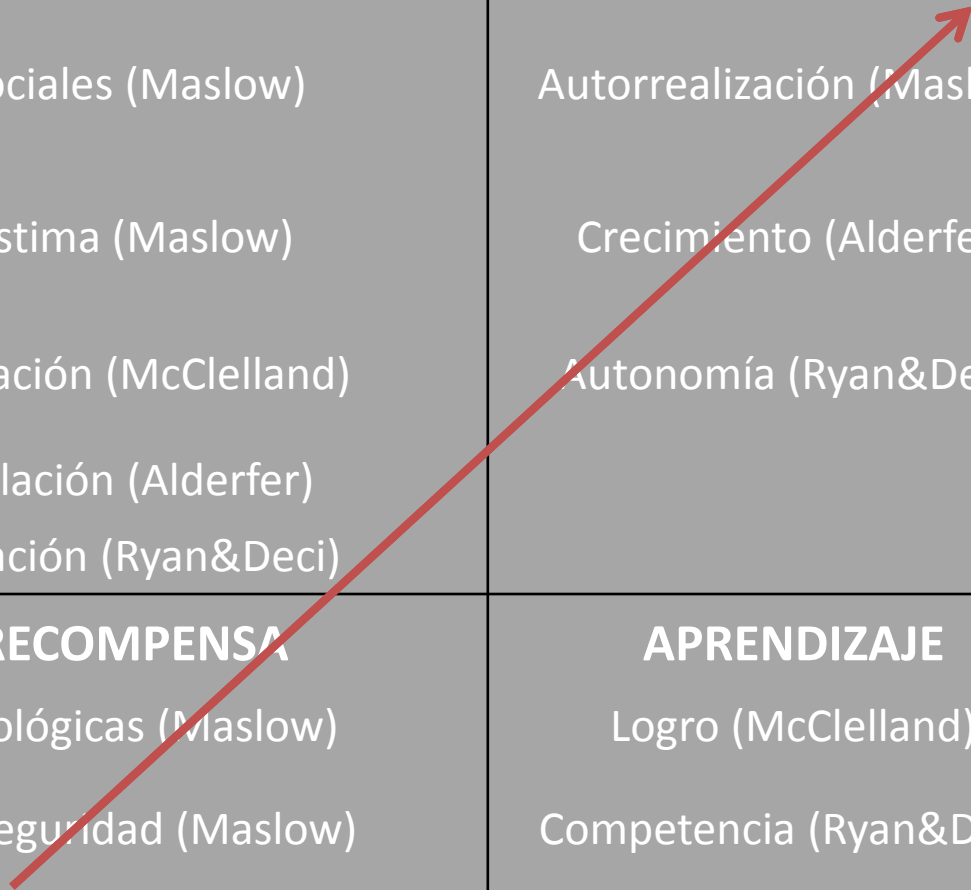 ociales (Maslow)
stima (Maslow)
ación (McClelland)
lación (Alderfer)
ación (Ryan&Deci)
RECOMPENSA
ológicas (Maslow)
eguridad (Maslow)
Autorrealización (Masl
Crecimiento (Alderfe
Autonomía (Ryan&De
APRENDIZAJE
Logro (McClelland)
Competencia (Ryan&D